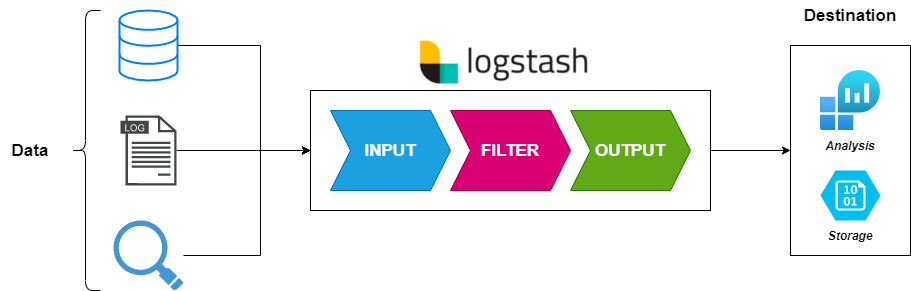 Destination
logstash
LOG
Data
INPUT
FILTER
OUTPUT
Analysis
10
01
Storage